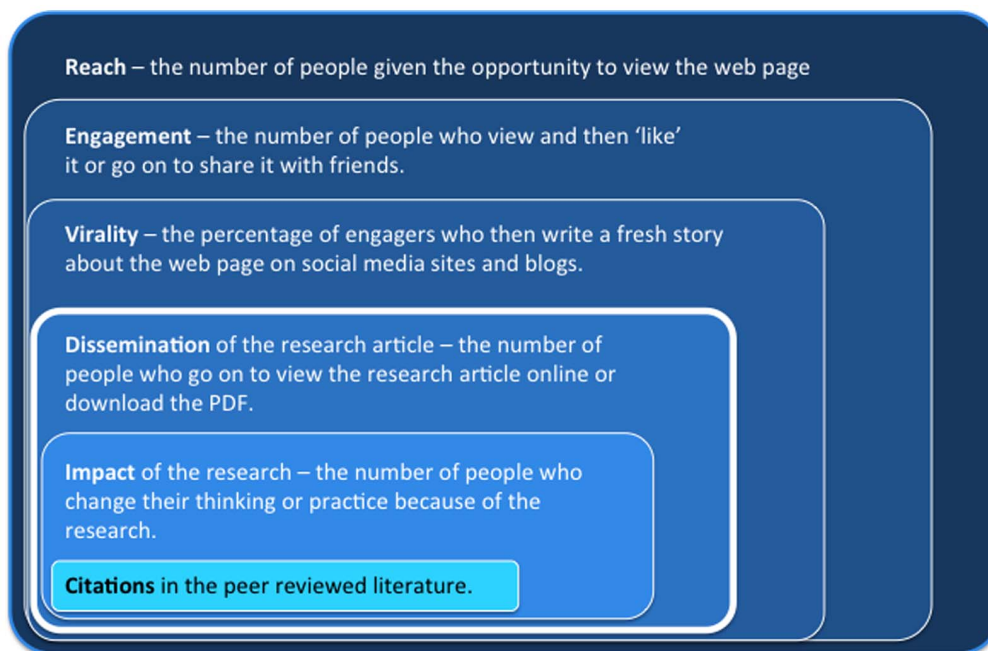 Reach – the number of people given the opportunity to view the web page
Engagement – the number of people who view and then ‘like’
it or go on to share it with friends.
Virality – the percentage of engagers who then write a fresh story
about the web page on social media sites and blogs.
Dissemination of the research article – the number of
people who go on to view the research article online or
download the PDF.
Impact of the research – the number of people who
change their thinking or practice because of the
research.
Citations in the peer reviewed literature.